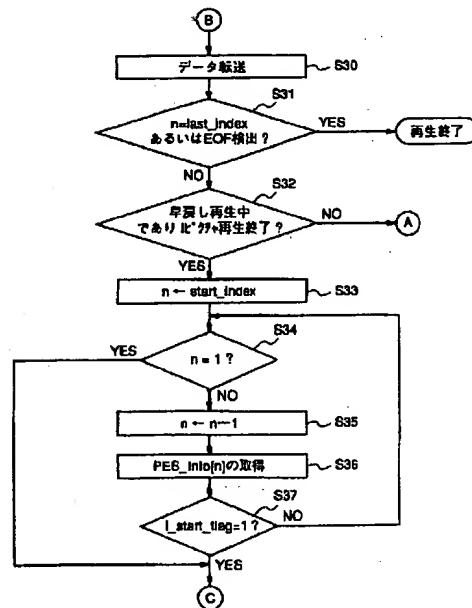 B
データ転送
S30
S31
n=last_index
あるいはEOF検出?
YES
再生終了
NO
S32
早戻し再生中
でありIピクチャ再生終了?
NO
A
YES
n ← start_index
S33
S34
YES
n = 1 ?
NO
n ← n−1
S35
PES_info[n]の取得
S36
S37
I_start_flag=1 ?
NO
YES
C